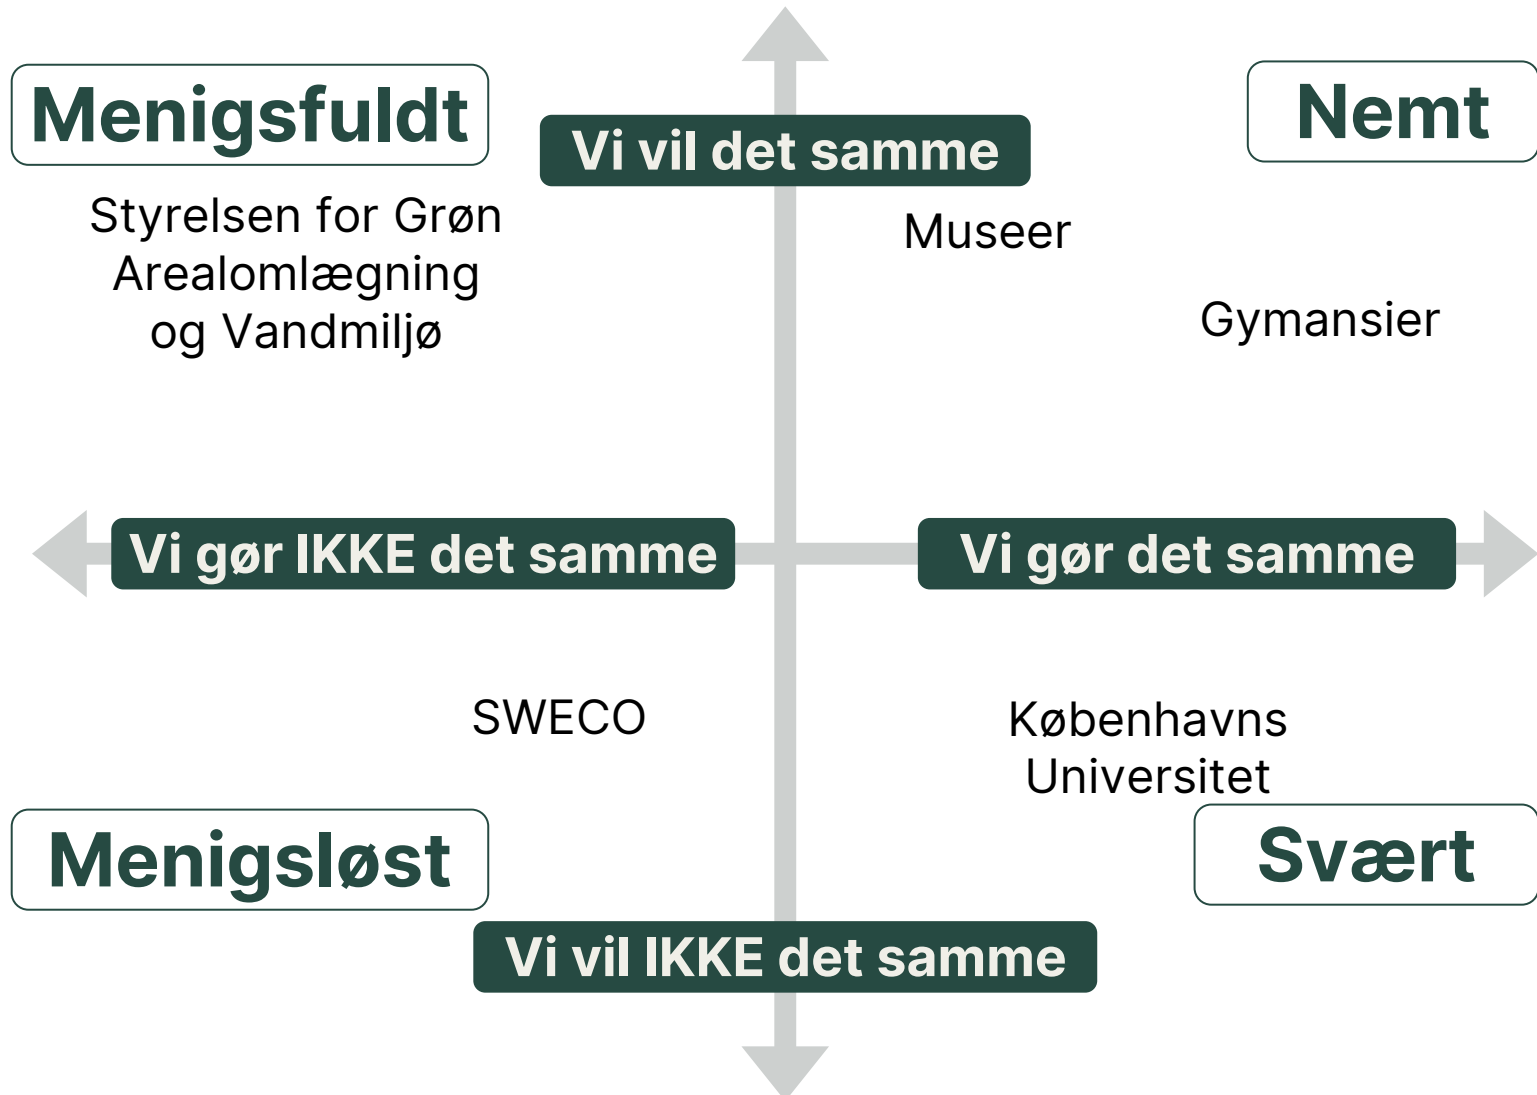 Menigsfuldt
Nemt
Vi vil det samme
Styrelsen for Grøn
Arealomlægning
og Vandmiljø
Museer
Gymansier
Vi gør IKKE det samme
Vi gør det samme
SWECO
Københavns
Universitet
Menigsløst
Svært
Vi vil IKKE det samme